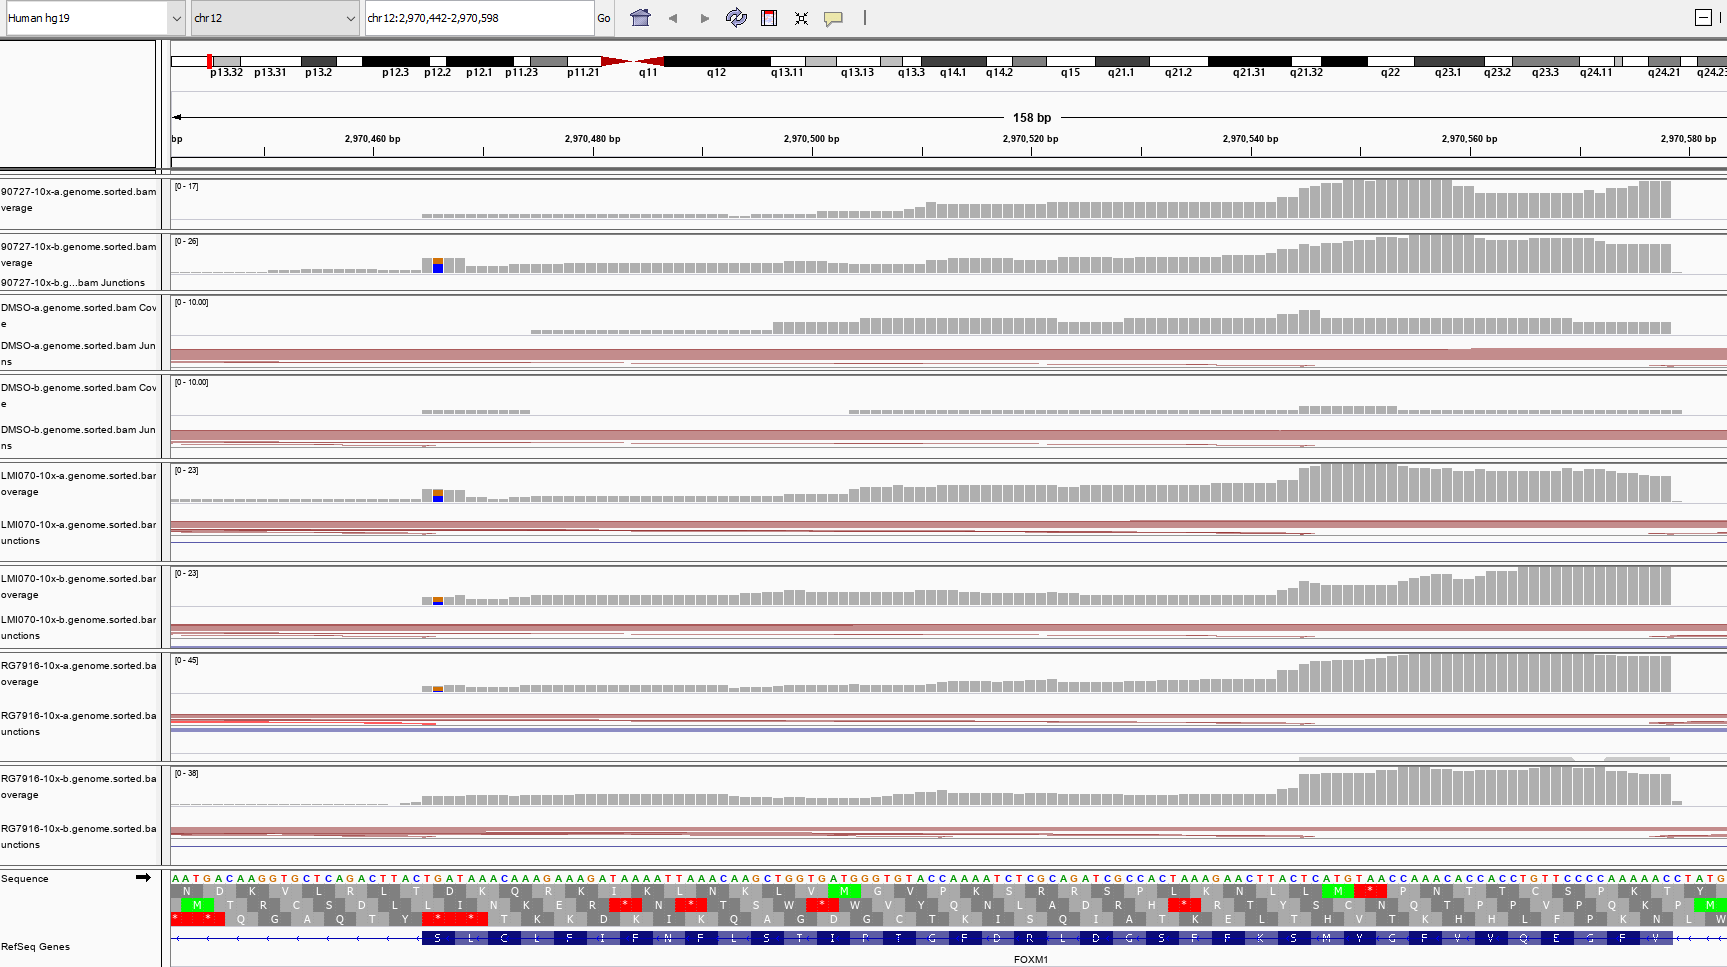 Human hg19 chr12 chr12:2,970,442-2,970,598 Go
p13.32 p13.31 p13.2 p12.3 p12.2 p12.1 p11.23 p11.21 q11 q12 q13.11 q13.13 q13.3 q14.1 q14.2 q15 q21.1 q21.2 q21.31 q21.32 q22 q23.1 q23.2 q23.3 q24.11 q24.21 q24.23
158 bp
bp 2,970,460 bp 2,970,480 bp 2,970,500 bp 2,970,520 bp 2,970,540 bp 2,970,560 bp 2,970,580 bp
90727-10x-a.genome.sorted.bam [0 - 17]
verage
90727-10x-b.genome.sorted.bam [0 - 26]
verage
90727-10x-b.g...bam Junctions
DMSO-a.genome.sorted.bam Cov [0 - 10.00]
e
DMSO-a.genome.sorted.bam Jun
ns
DMSO-b.genome.sorted.bam Cov [0 - 10.00]
e
DMSO-b.genome.sorted.bam Jun
ns
LMI070-10x-a.genome.sorted.bar [0 - 23]
overage
LMI070-10x-a.genome.sorted.bar
unctions
LMI070-10x-b.genome.sorted.bar [0 - 23]
overage
LMI070-10x-b.genome.sorted.bar
unctions
RG7916-10x-a.genome.sorted.ba [0 - 45]
overage
RG7916-10x-a.genome.sorted.ba
unctions
RG7916-10x-b.genome.sorted.ba [0 - 38]
overage
RG7916-10x-b.genome.sorted.ba
unctions
Sequence AATGACAAGGTGCTCAGACTTACTGATAAACAAAGAAAGATAAAATTAAACAAGCTGGTGATGGGTGTACCAAAATCTCGCAGATCGCCACTAAAGAACTTACTCATGTAACCAAACACCACCTGTTCCCCAAAAACCTATG
N D K V L R L T D K Q R K I K L N K L V M G V P K S R R S P L K N L L M * P N T T C S P K T Y
M T R C S D L L I N K E R * N * T S W * W V Y Q N L A D R H * R T Y S C N Q T P P V P Q K P M
* * Q G A Q T Y * * T K K D K I K Q A G D G C T K I S Q I A T K E L T H V T K H H L F P K N L W
RefSeq Genes
FOXM1